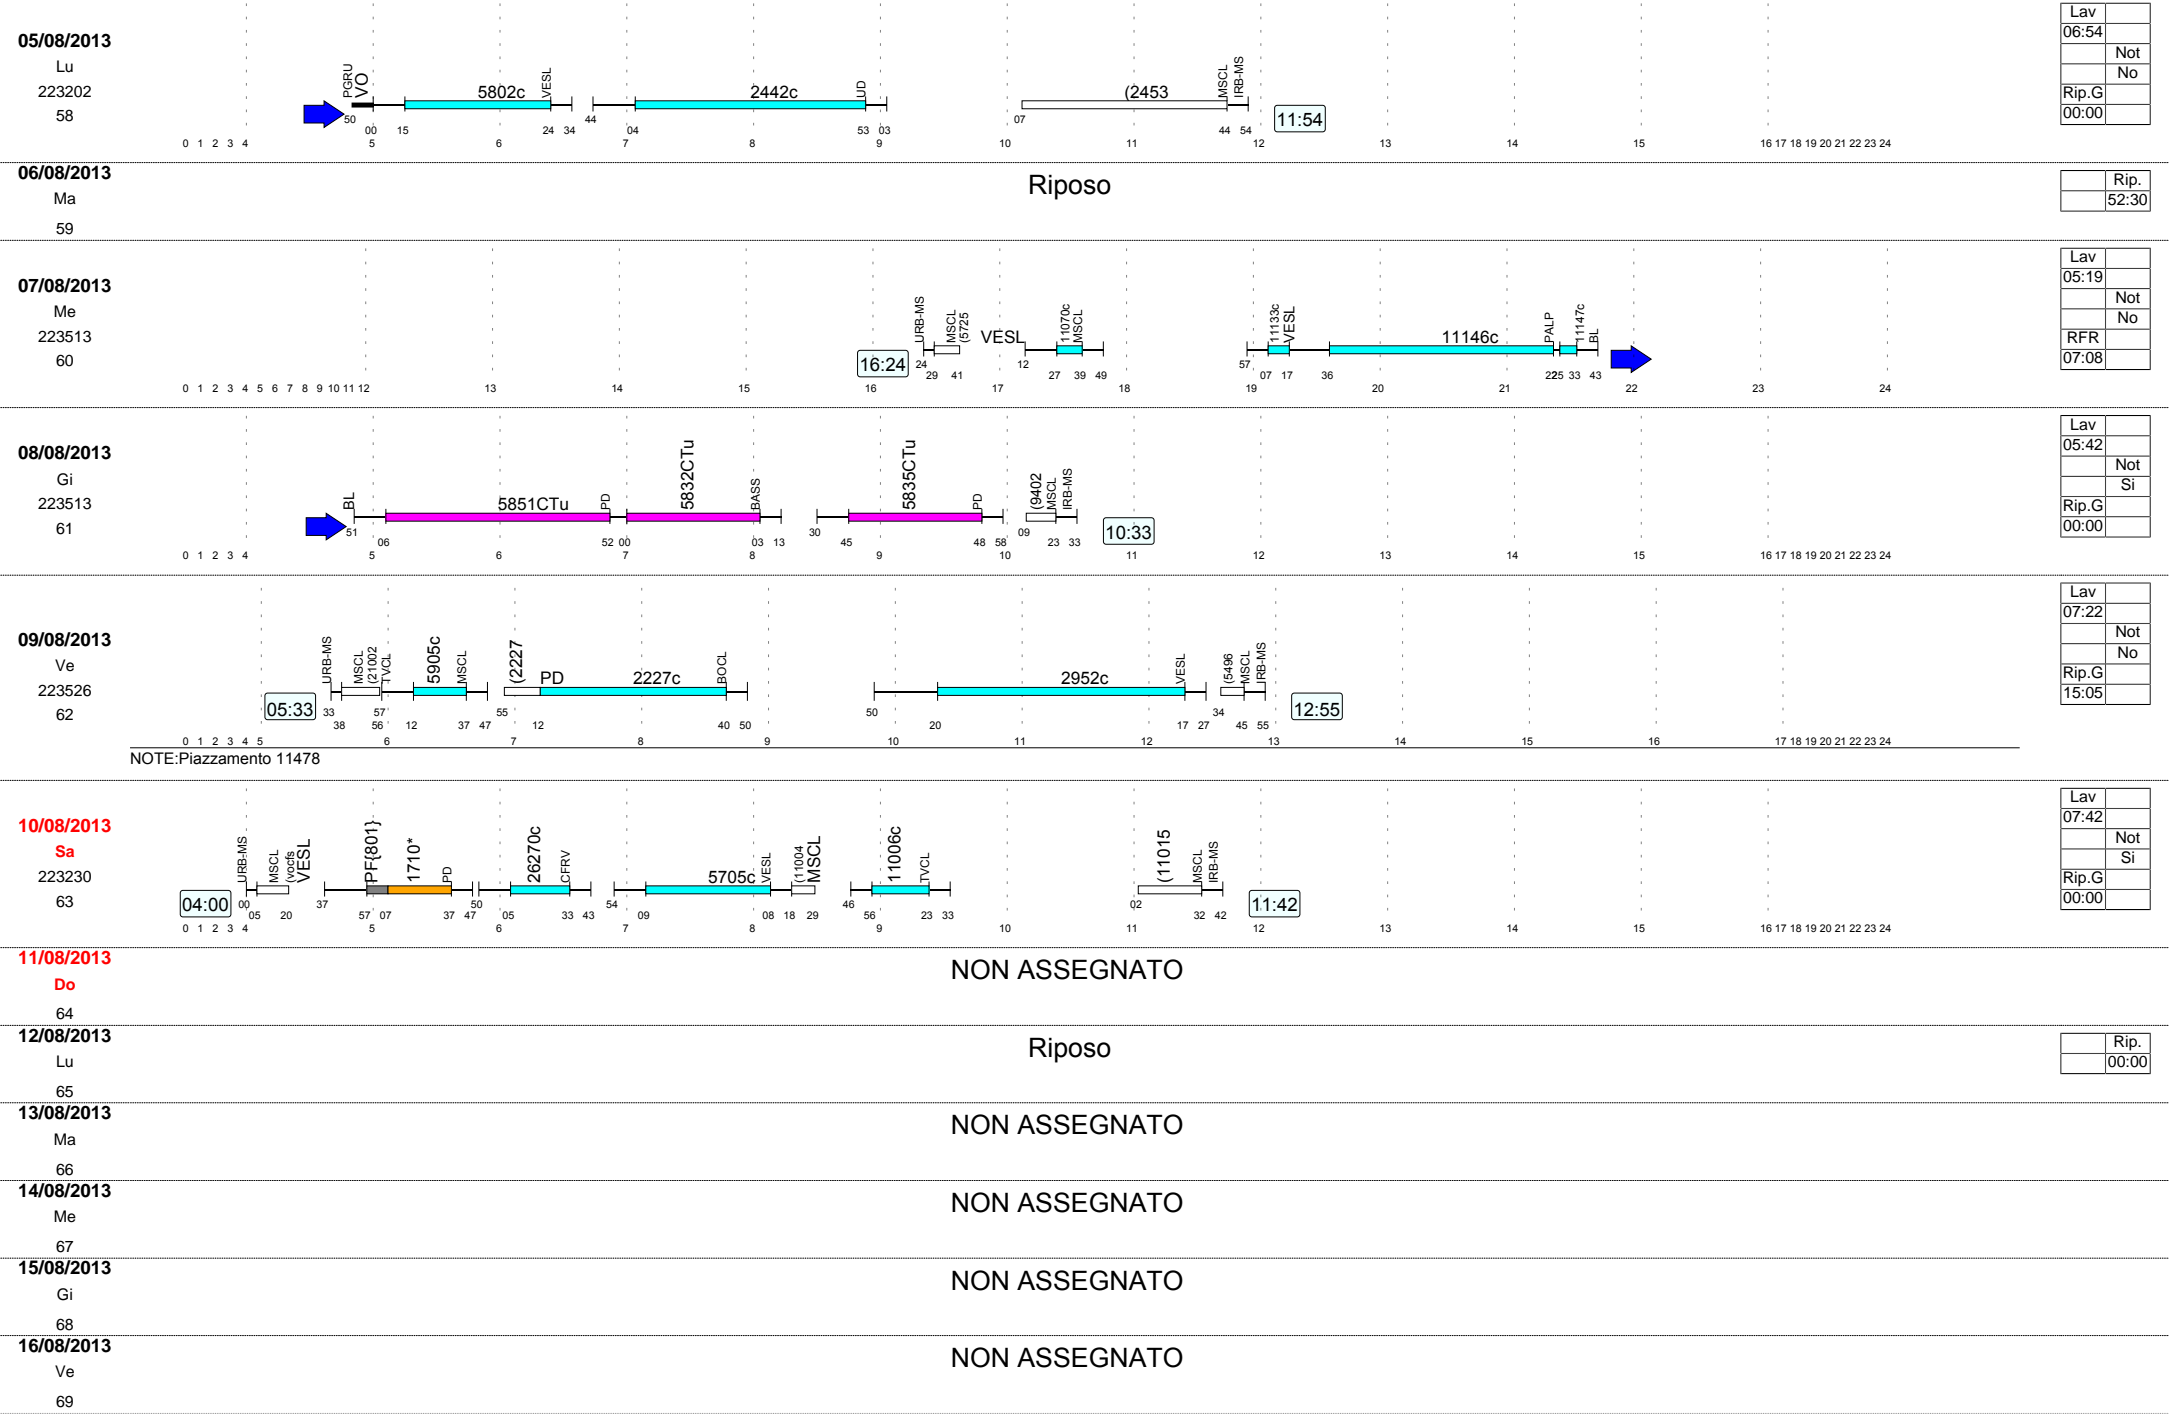 05/08/2013
Lu
223202
58
PGRU VO 5802c VESL 2442c UD (2453 MSCL IRB-MS
50 00 15 24 34 44 04 53 03 07 44 54 11:54
0 1 2 3 4 5 6 7 8 9 10 11 12 13 14 15 16 17 18 19 20 21 22 23 24
Lav
06:54
Not
No
Rip.G
00:00
06/08/2013
Ma
59
Riposo
Rip.
52:30
07/08/2013
Me
223513
60
URB-MS MSCL (5725 VESL 11070c MSCL 11133c VESL 11146c PALP 11147c BL
16:24 24 29 41 12 27 39 49 57 07 17 36 22 25 33 43
0 1 2 3 4 5 6 7 8 9 10 11 12 13 14 15 16 17 18 19 20 21 22 23 24
Lav
05:19
Not
No
RFR
07:08
08/08/2013
Gi
223513
61
BL 5851CTu PD 5832CTu BASS 5835CTu PD (9402 MSCL IRB-MS
51 06 52 00 03 13 30 45 48 58 09 23 33 10:33
0 1 2 3 4 5 6 7 8 9 10 11 12 13 14 15 16 17 18 19 20 21 22 23 24
Lav
05:42
Not
Si
Rip.G
00:00
09/08/2013
Ve
223526
62
URB-MS MSCL (21002 TVCL 5905c MSCL (2227 PD 2227c BOCL 2952c VESL (5496 MSCL IRB-MS
05:33 33 38 56 57 12 37 47 55 12 40 50 50 20 17 27 34 45 55 12:55
0 1 2 3 4 5 6 7 8 9 10 11 12 13 14 15 16 17 18 19 20 21 22 23 24
NOTE:Piazzamento 11478
Lav
07:22
Not
No
Rip.G
15:05
10/08/2013
Sa
223230
63
URB-MS MSCL (vocfs VESL PF{801} 1710* PD 26270c CFRV 5705c VESL (11004 MSCL 11006c TVCL (11015 MSCL IRB-MS
04:00 00 05 20 37 57 07 37 47 50 05 33 43 54 09 08 18 29 46 56 23 33 02 32 42 11:42
0 1 2 3 4 5 6 7 8 9 10 11 12 13 14 15 16 17 18 19 20 21 22 23 24
Lav
07:42
Not
Si
Rip.G
00:00
11/08/2013
Do
64
NON ASSEGNATO
12/08/2013
Lu
65
Riposo
Rip.
00:00
13/08/2013
Ma
66
NON ASSEGNATO
14/08/2013
Me
67
NON ASSEGNATO
15/08/2013
Gi
68
NON ASSEGNATO
16/08/2013
Ve
69
NON ASSEGNATO